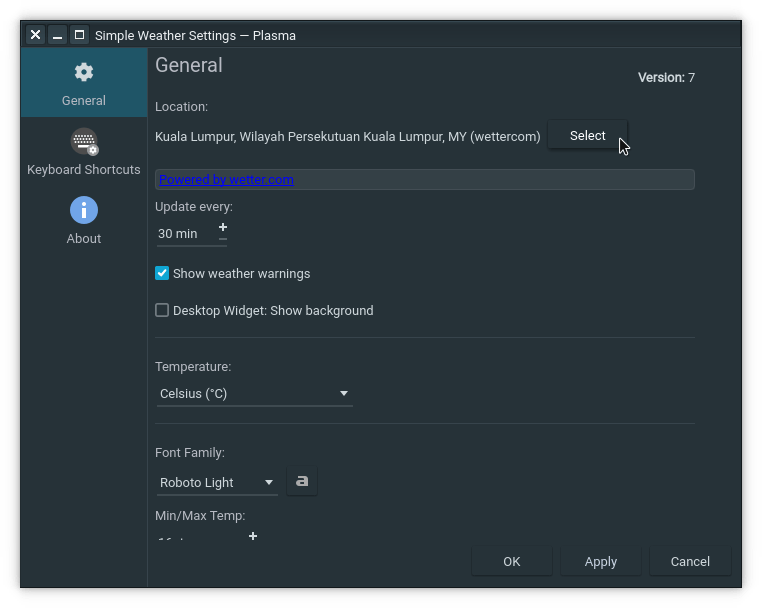 Simple Weather Settings — Plasma
General
Keyboard Shortcuts
About
General
Version: 7
Location:
Kuala Lumpur, Wilayah Persekutuan Kuala Lumpur, MY (wettercom)
Select
Powered by wetter.com
Update every:
30 min
Show weather warnings
Desktop Widget: Show background
Temperature:
Celsius (°C)
Font Family:
Roboto Light
a
Min/Max Temp:
OK
Apply
Cancel